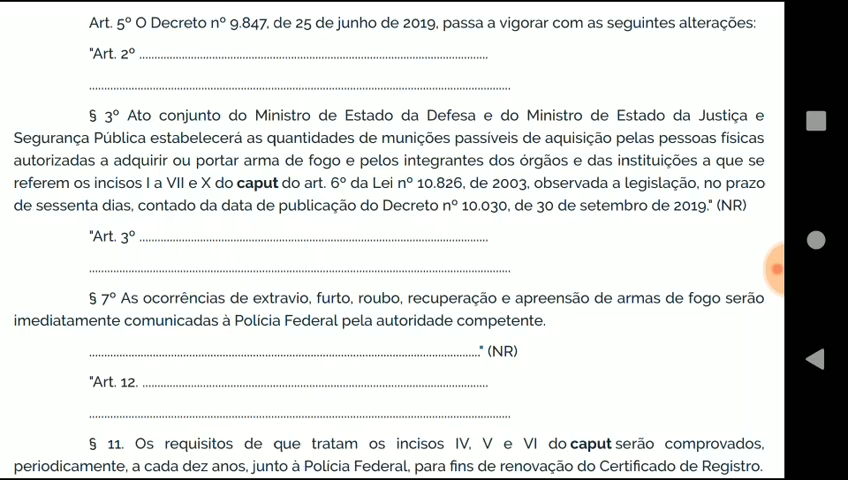 Art. 5º O Decreto nº 9.847, de 25 de junho de 2019, passa a vigorar com as seguintes alterações:
"Art. 2º ......................................................................................................................
............................................................................................................................................
§ 3º Ato conjunto do Ministro de Estado da Defesa e do Ministro de Estado da Justiça e
Segurança Pública estabelecerá as quantidades de munições passíveis de aquisição pelas pessoas físicas
autorizadas a adquirir ou portar arma de fogo e pelos integrantes dos órgãos e das instituições a que se
referem os incisos I a VII e X do caput do art. 6º da Lei nº 10.826, de 2003, observada a legislação, no prazo
de sessenta dias, contado da data de publicação do Decreto nº 10.030, de 30 de setembro de 2019." (NR)
"Art. 3º ......................................................................................................................
............................................................................................................................................
§ 7º As ocorrências de extravio, furto, roubo, recuperação e apreensão de armas de fogo serão
imediatamente comunicadas à Polícia Federal pela autoridade competente.
...................................................................................................................................." (NR)
"Art. 12. ....................................................................................................................
............................................................................................................................................
§ 11. Os requisitos de que tratam os incisos IV, V e VI do caput serão comprovados,
periodicamente, a cada dez anos, junto à Polícia Federal, para fins de renovação do Certificado de Registro.